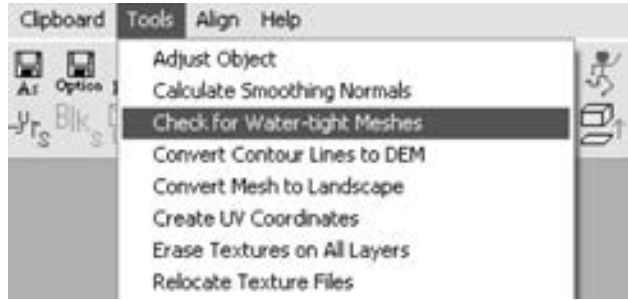 Clipboard Tools Align Help
As Option
Adjust Object
Calculate Smoothing Normals
Check for Water-tight Meshes
Convert Contour Lines to DEM
Convert Mesh to Landscape
Create UV Coordinates
Erase Textures on All Layers
Relocate Texture Files